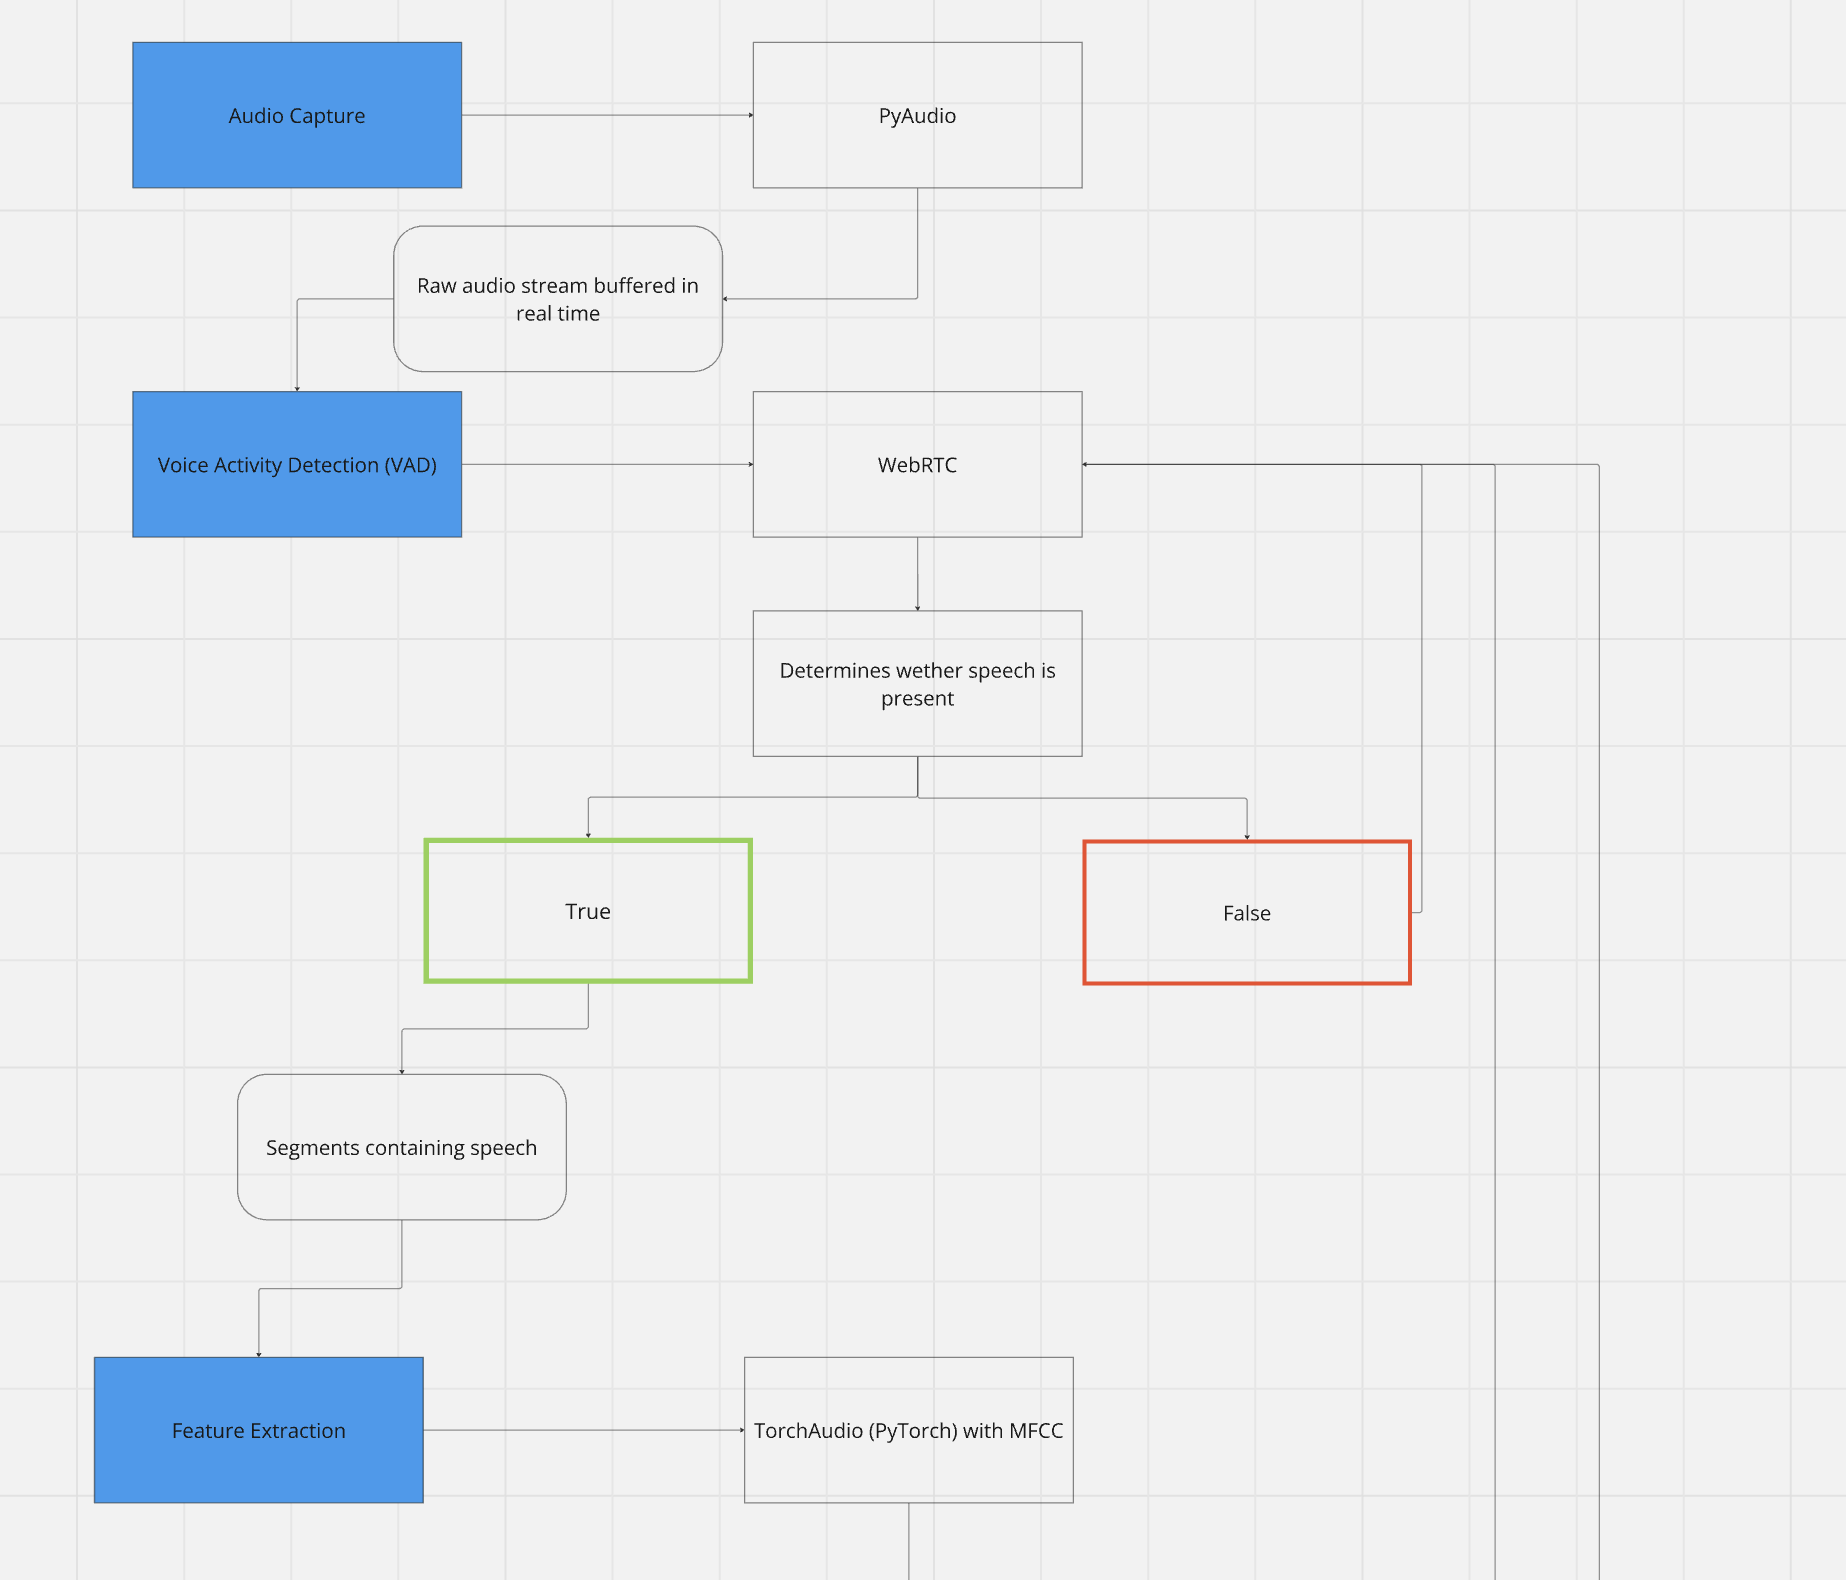 Audio Capture
PyAudio
Raw audio stream buffered in
real time
Voice Activity Detection (VAD)
WebRTC
Determines wether speech is
present
True
False
Segments containing speech
Feature Extraction
TorchAudio (PyTorch) with MFCC